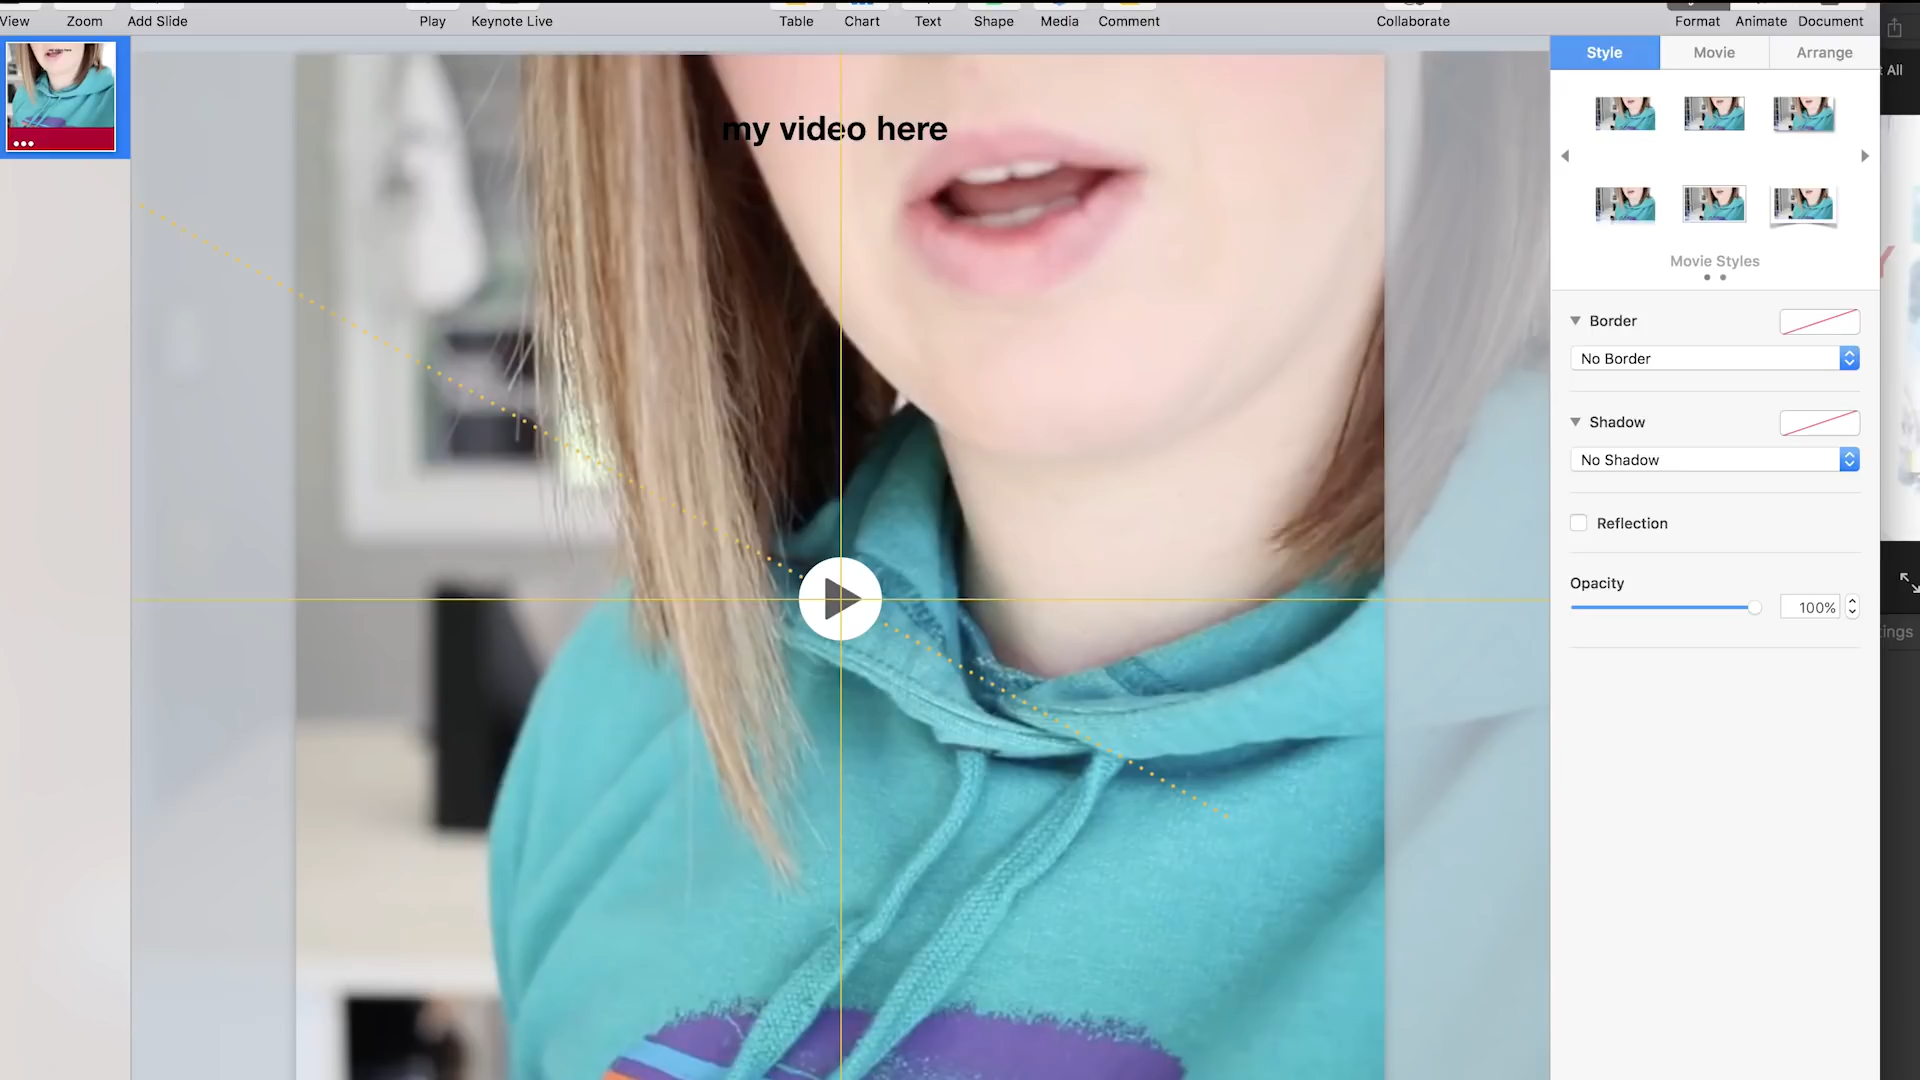 View Zoom Add Slide Play Keynote Live Table Chart Text Shape Media Comment Collaborate Format Animate Document
Style Movie Arrange
All
my video here
Movie Styles
Border
No Border
Shadow
No Shadow
Reflection
Opacity
100%